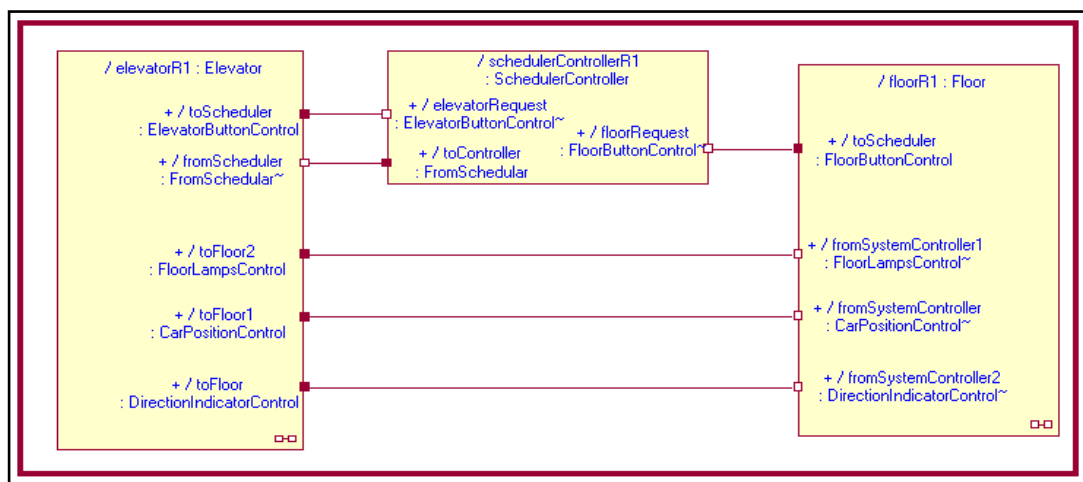 / elevatorR1 : Elevator
+ / toScheduler
: ElevatorButtonControl
+ / fromScheduler
: FromSchedular~
+ / toFloor2
: FloorLampsControl
+ / toFloor1
: CarPositionControl
+ / toFloor
: DirectionIndicatorControl
/ schedulerControllerR1
: SchedulerController
+ / elevatorRequest
: ElevatorButtonControl~
+ / floorRequest
: FloorButtonControl~
+ / toController
: FromSchedular
/ floorR1 : Floor
+ / toScheduler
: FloorButtonControl
+ / fromSystemController1
: FloorLampsControl~
+ / fromSystemController
: CarPositionControl~
+ / fromSystemController2
: DirectionIndicatorControl~